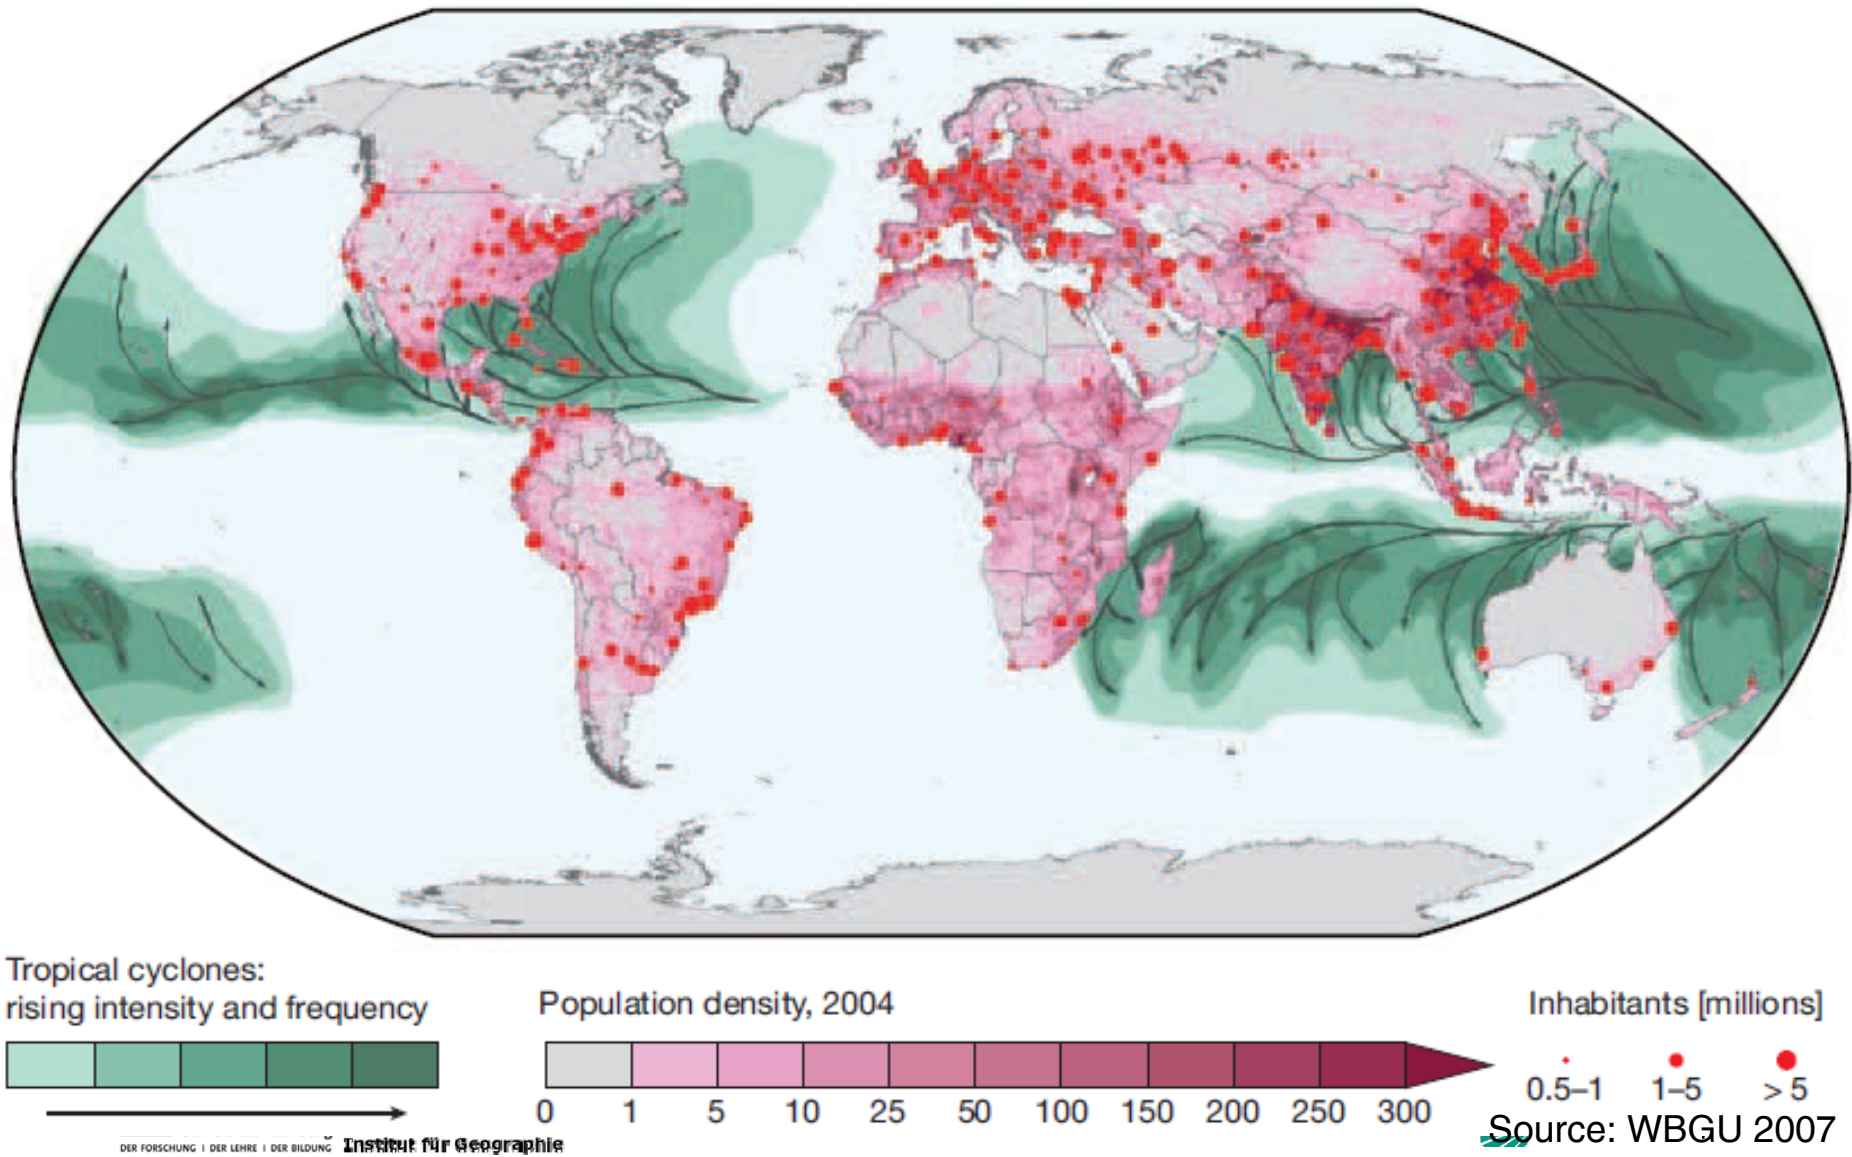 Tropical cyclones:
rising intensity and frequency
Population density, 2004
Inhabitants [millions]
0 1 5 10 25 50 100 150 200 250 300
0.5–1 1–5 > 5
Source: WBGU 2007
DER FORSCHUNG I DER LEHRE I DER BILDUNG
Institut für Geographie